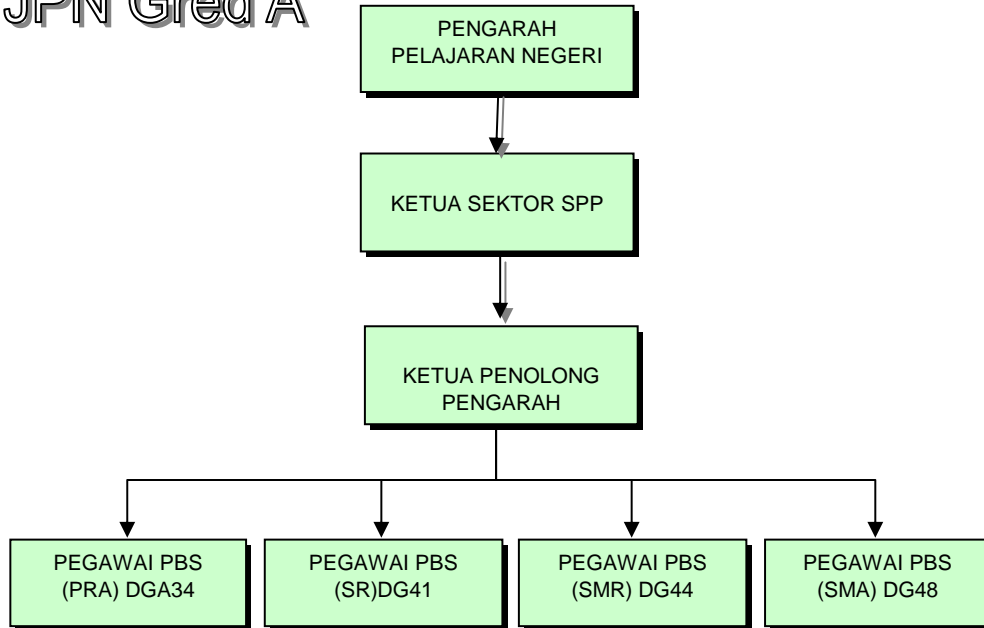 JPN Gred A
PENGARAH
PELAJARAN NEGERI
KETUA SEKTOR SPP
KETUA PENOLONG
PENGARAH
PEGAWAI PBS
(PRA) DGA34
PEGAWAI PBS
(SR)DG41
PEGAWAI PBS
(SMR) DG44
PEGAWAI PBS
(SMA) DG48